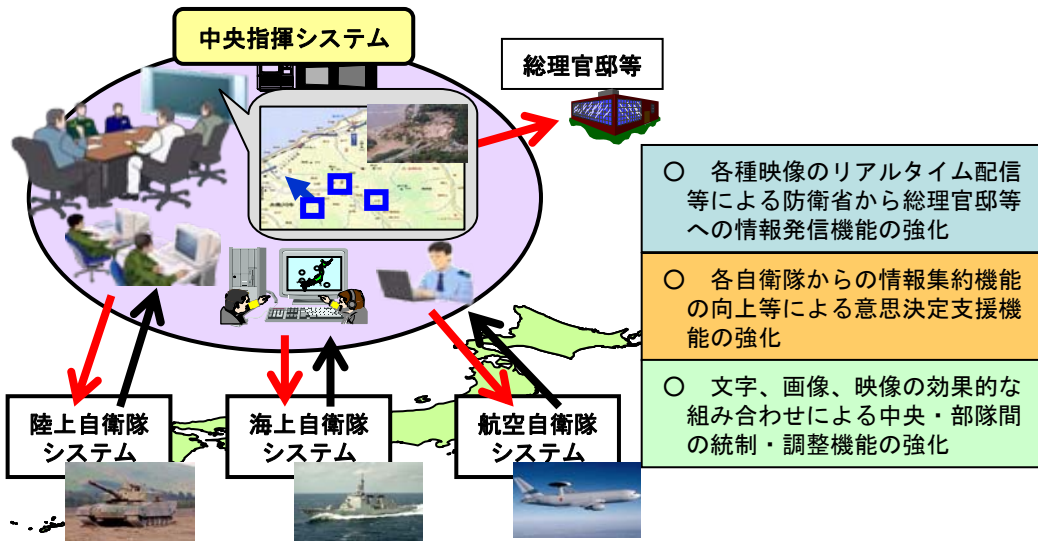 中央指揮システム
総理官邸等
○ 各種映像のリアルタイム配信
等による防衛省から総理官邸等
への情報発信機能の強化
○ 各自衛隊からの情報集約機能
の向上等による意思決定支援機
能の強化
○ 文字、画像、映像の効果的な
組み合わせによる中央・部隊間
の統制・調整機能の強化
陸上自衛隊
システム
海上自衛隊
システム
航空自衛隊
システム